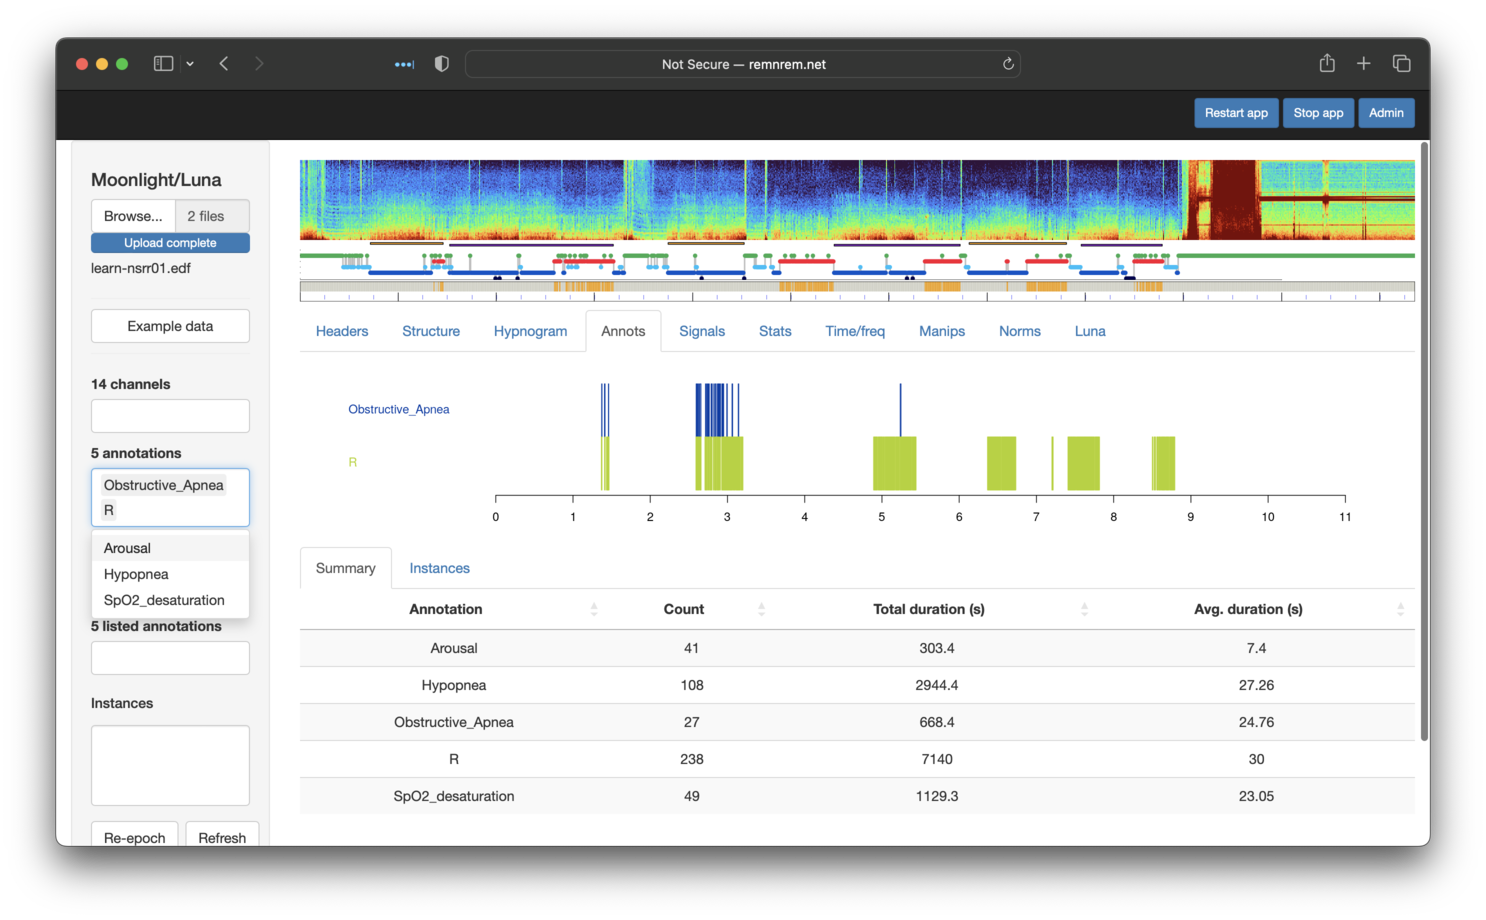 Not Secure — remnrem.net
Restart app
Stop app
Admin
Moonlight/Luna
Browse...
2 files
Upload complete
learn-nsrr01.edf
Example data
14 channels
5 annotations
Obstructive_Apnea
R
Arousal
Hypopnea
SpO2_desaturation
5 listed annotations
Instances
Re-epoch
Refresh
Headers Structure Hypnogram Annots Signals Stats Time/freq Manips Norms Luna
Obstructive_Apnea
R
0 1 2 3 4 5 6 7 8 9 10 11
Summary Instances
Annotation Count Total duration (s) Avg. duration (s)
Arousal 41 303.4 7.4
Hypopnea 108 2944.4 27.26
Obstructive_Apnea 27 668.4 24.76
R 238 7140 30
SpO2_desaturation 49 1129.3 23.05